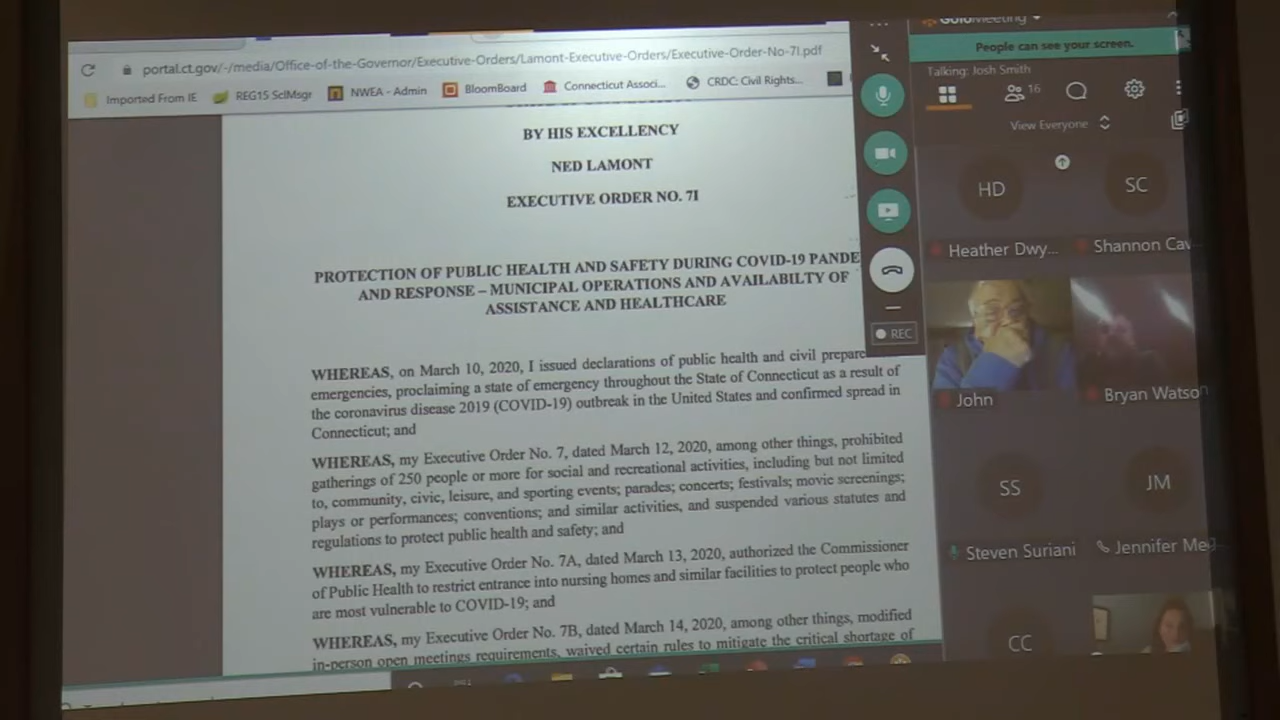 portal.ct.gov/-/media/Office-of-the-Governor/Executive-Orders/Lamont-Executive-Orders/Executive-Order-No-7I.pdf
Imported From IE
REG15 SclMsgr
NWEA - Admin
BloomBoard
Connecticut Associ...
CRDC: Civil Rights...
BY HIS EXCELLENCY
NED LAMONT
EXECUTIVE ORDER NO. 7I
PROTECTION OF PUBLIC HEALTH AND SAFETY DURING COVID-19 PANDE
AND RESPONSE – MUNICIPAL OPERATIONS AND AVAILABILTY OF
ASSISTANCE AND HEALTHCARE
WHEREAS, on March 10, 2020, I issued declarations of public health and civil prepar
emergencies, proclaiming a state of emergency throughout the State of Connecticut as a result of
the coronavirus disease 2019 (COVID-19) outbreak in the United States and confirmed spread in
Connecticut; and
WHEREAS, my Executive Order No. 7, dated March 12, 2020, among other things, prohibited
gatherings of 250 people or more for social and recreational activities, including but not limited
to, community, civic, leisure, and sporting events; parades; concerts; festivals; movie screenings;
plays or performances; conventions; and similar activities, and suspended various statutes and
regulations to protect public health and safety; and
WHEREAS, my Executive Order No. 7A, dated March 13, 2020, authorized the Commissioner
of Public Health to restrict entrance into nursing homes and similar facilities to protect people who
are most vulnerable to COVID-19; and
WHEREAS, my Executive Order No. 7B, dated March 14, 2020, among other things, modified
in-person open meetings requirements, waived certain rules to mitigate the critical shortage of
REC
GoToMeeting
People can see your screen.
Talking: Josh Smith
16
View Everyone
HD
Heather Dwy...
SC
Shannon Cav
John
Bryan Watson
SS
Steven Suriani
JM
Jennifer Me
CC